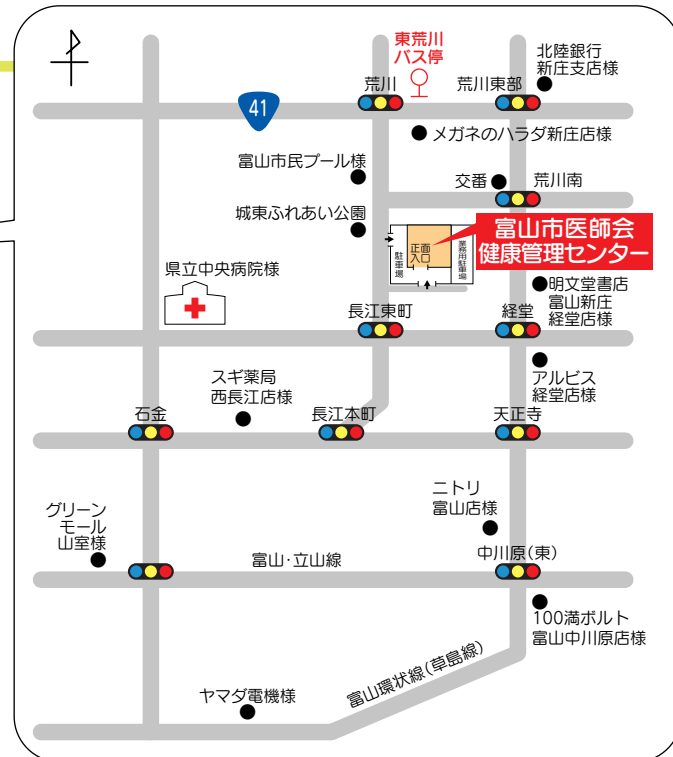 東荒川
バス停
北陸銀行
新庄支店様
荒川
荒川東部
41
メガネのハラダ新庄店様
富山市民プール様
交番
荒川南
城東ふれあい公園
富山市医師会
健康管理センター
正面
入口
駐車場
業務用駐車場
県立中央病院様
明文堂書店
富山新庄
経堂店様
長江東町
経堂
アルビス
経堂店様
スギ薬局
西長江店様
石金
長江本町
天正寺
ニトリ
富山店様
グリーン
モール
山室様
富山・立山線
中川原(東)
100満ボルト
富山中川原店様
富山環状線(草島線)
ヤマダ電機様